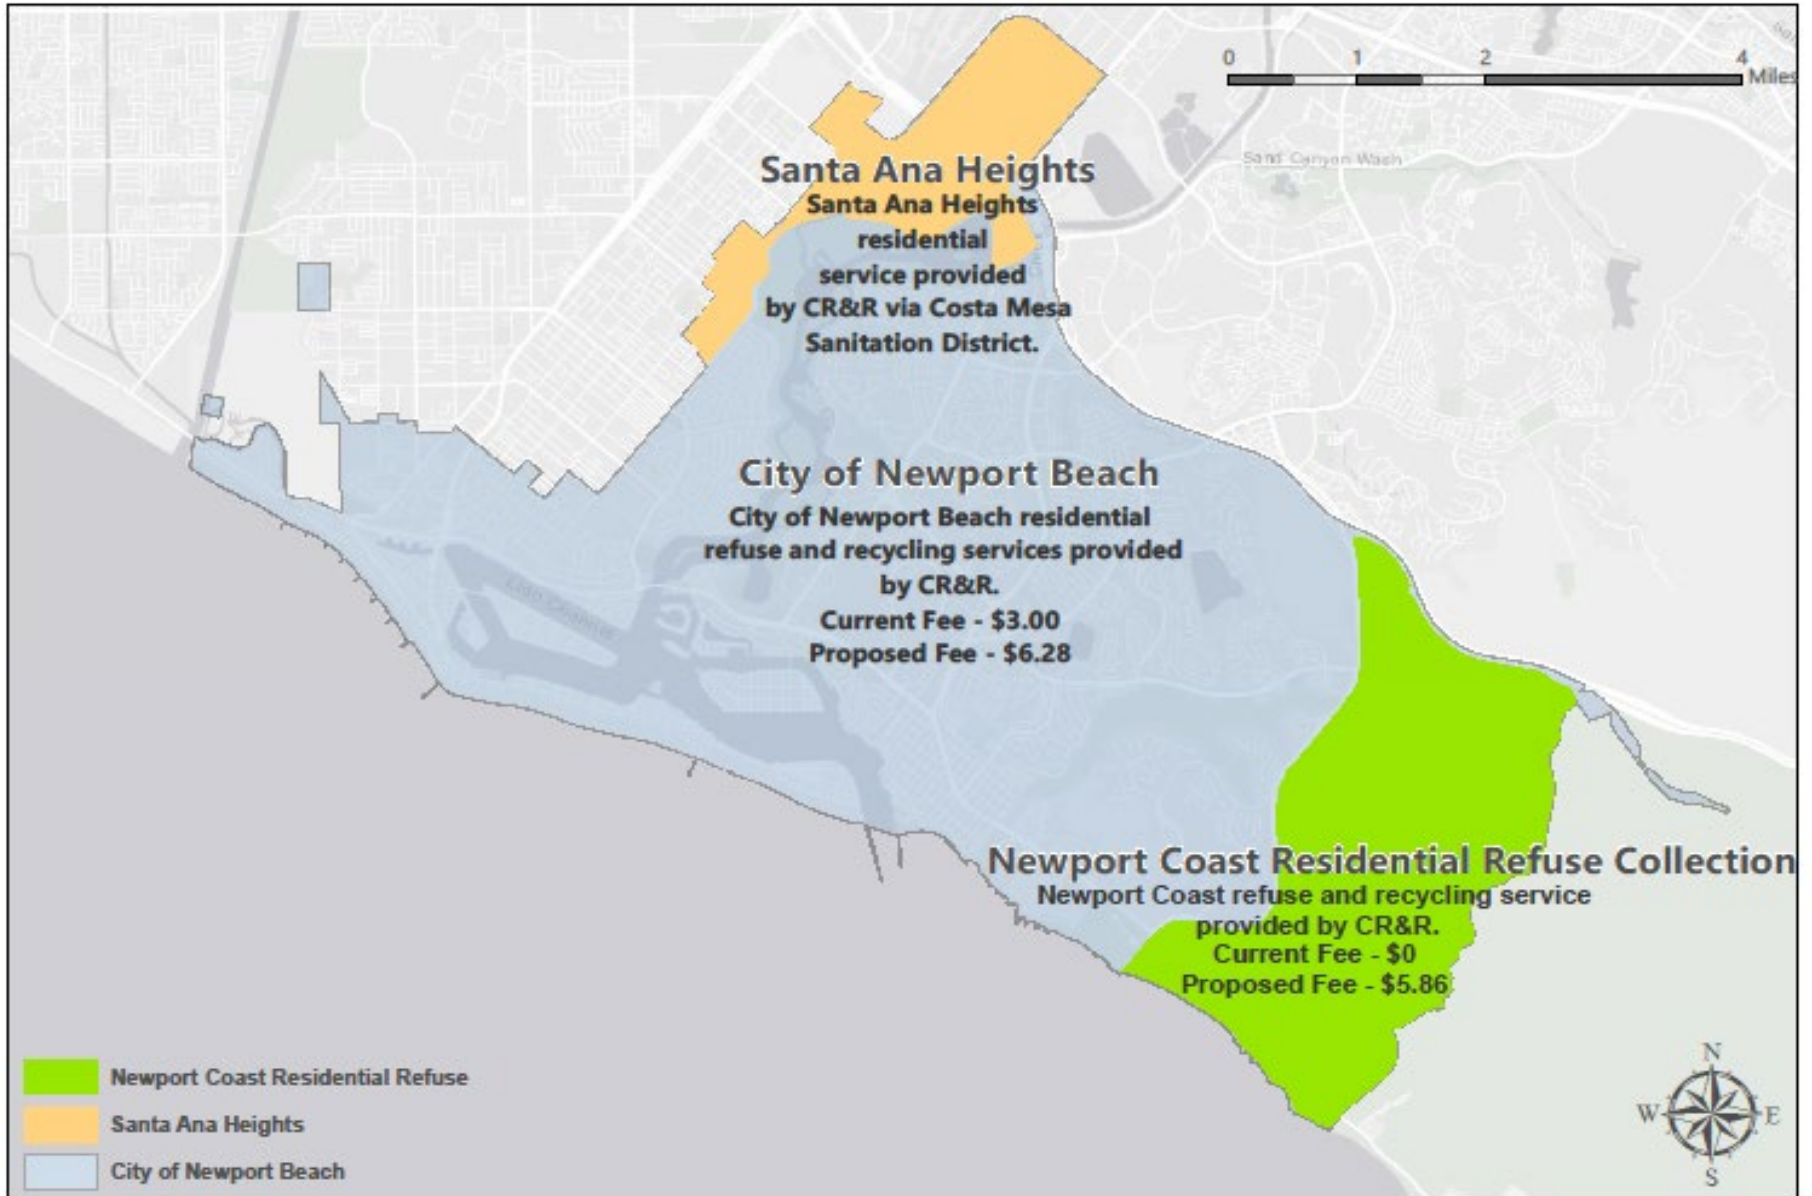 0 1 2 4
Miles
Sand Canyon Wash
Santa Ana Heights
Santa Ana Heights
residential
service provided
by CR&R via Costa Mesa
Sanitation District.
City of Newport Beach
City of Newport Beach residential
refuse and recycling services provided
by CR&R.
Current Fee - $3.00
Proposed Fee - $6.28
Newport Coast Residential Refuse Collection
Newport Coast refuse and recycling service
provided by CR&R.
Current Fee - $0
Proposed Fee - $5.86
Newport Coast Residential Refuse
Santa Ana Heights
City of Newport Beach
N
W E
S